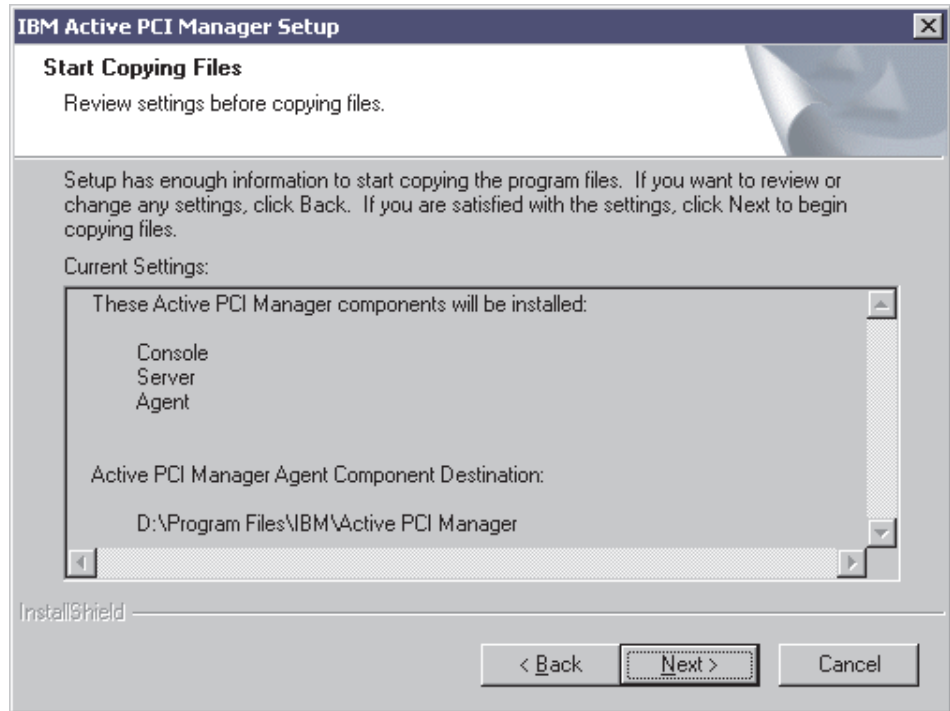 IBM Active PCI Manager Setup
Start Copying Files
Review settings before copying files.
Setup has enough information to start copying the program files. If you want to review or
change any settings, click Back. If you are satisfied with the settings, click Next to begin
copying files.
Current Settings:
These Active PCI Manager components will be installed:
Console
Server
Agent
Active PCI Manager Agent Component Destination:
D:\Program Files\IBM\Active PCI Manager
InstallShield
< Back
Next >
Cancel